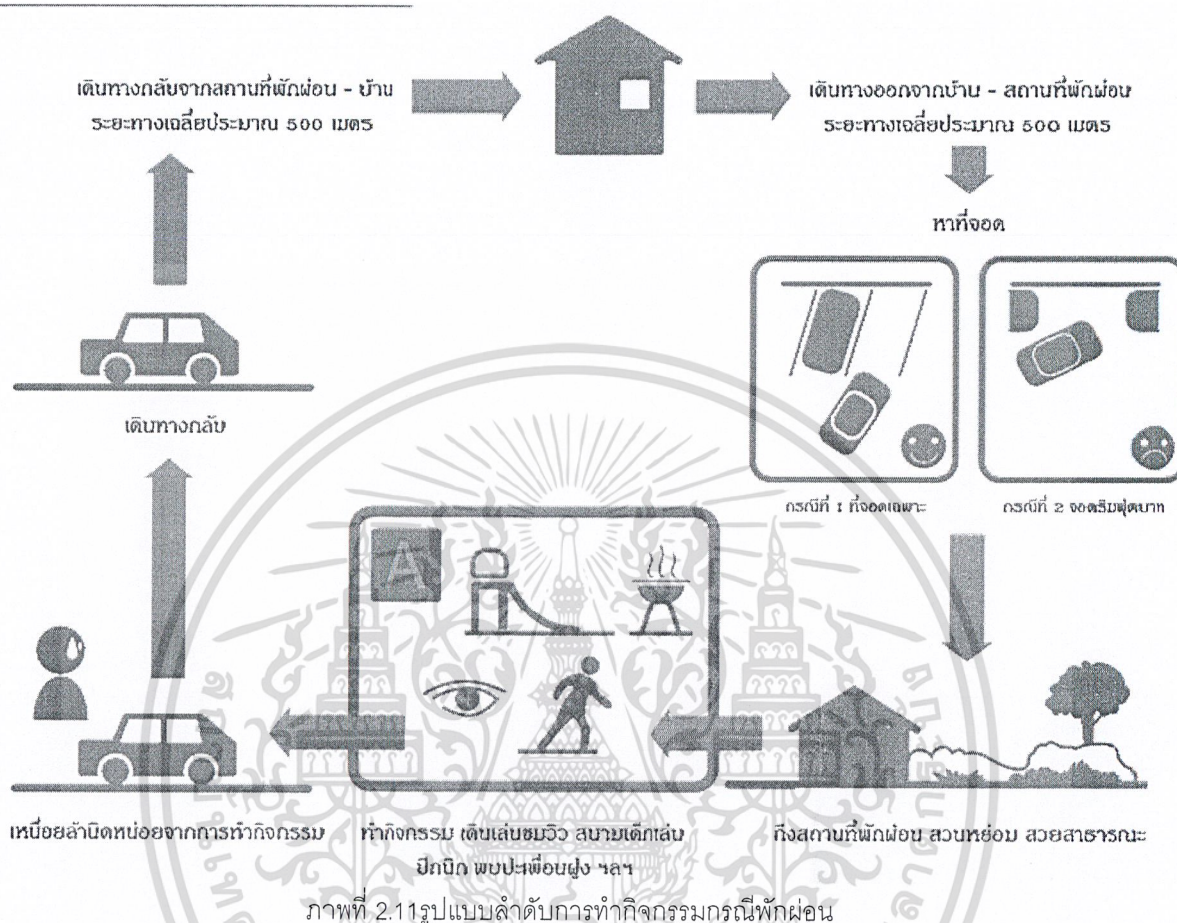 เดินทางกลับจากสถานที่พักผ่อน - บ้าน
ระยะทางเฉลี่ยประมาณ 500 เมตร
เดินทางออกจากบ้าน - สถานที่พักผ่อน
ระยะทางเฉลี่ยประมาณ 500 เมตร
หาที่จอด
กรณีที่ 1 ที่จอดเฉพาะ
กรณีที่ 2 จอดริมฟุตบาท
เดินทางกลับ
A
เหนื่อยล้านิดหน่อยจากการทำกิจกรรม
ทำกิจกรรม เดินเล่นชมวิว สนามเด็กเล่น
ปิกนิก พบปะเพื่อนฝูง ฯลฯ
ถึงสถานที่พักผ่อน สวนหย่อม สวยสาธารณะ
ภาพที่ 2.11รูปแบบลำดับการทำกิจกรรมกรณีพักผ่อน